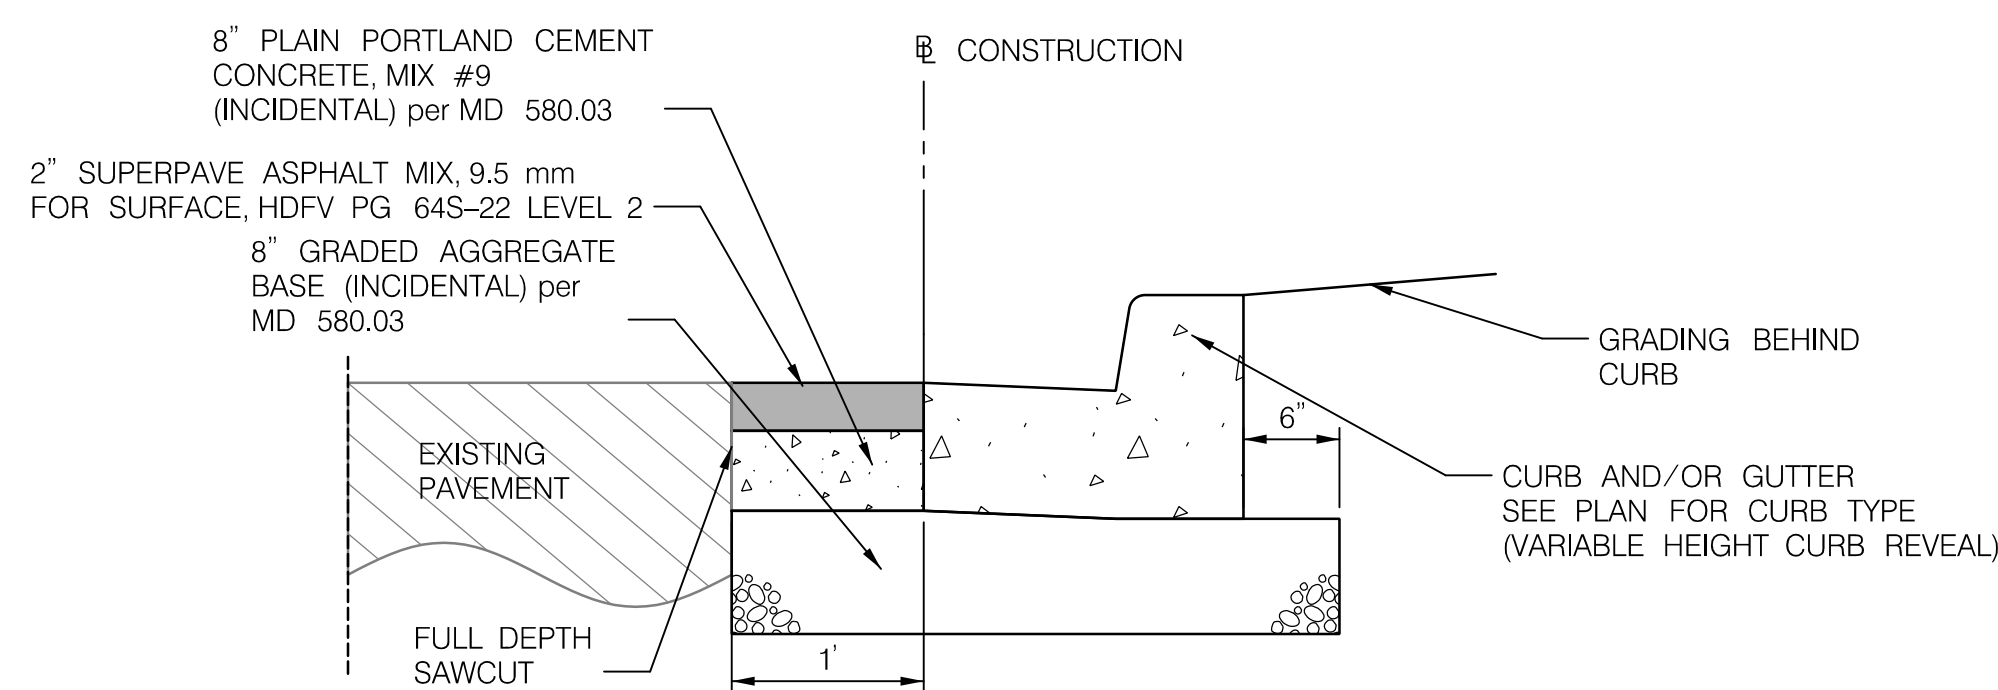 8” PLAIN PORTLAND CEMENT
CONCRETE, MIX #9
(INCIDENTAL) per MD 580.03
2” SUPERPAVE ASPHALT MIX, 9.5 mm
FOR SURFACE, HDFV PG 64S–22 LEVEL 2
8” GRADED AGGREGATE
BASE (INCIDENTAL) per
MD 580.03
BL CONSTRUCTION
GRADING BEHIND
CURB
6”
CURB AND/OR GUTTER
SEE PLAN FOR CURB TYPE
(VARIABLE HEIGHT CURB REVEAL)
EXISTING
PAVEMENT
FULL DEPTH
SAWCUT
1’